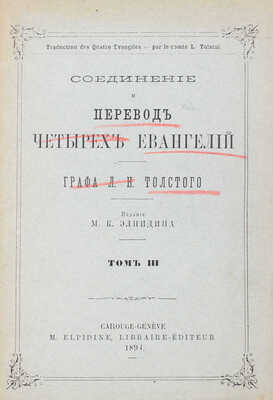 Traduction des Quatre Evangiles — par le comte L. Tolstoï
СОЕДИНЕНІЕ
И
ПЕРЕВОДЪ
ЧЕТЫРЕХЪ ЕВАНГЕЛІЙ
ГРАФА Л. Н. ТОЛСТОГО
Изданіе
М. К. ЭЛПИДИНА
ТОМЪ III
CAROUGE-GENÈVE
M. ELPIDINE, LIBRAIRE-ÉDITEUR
1894